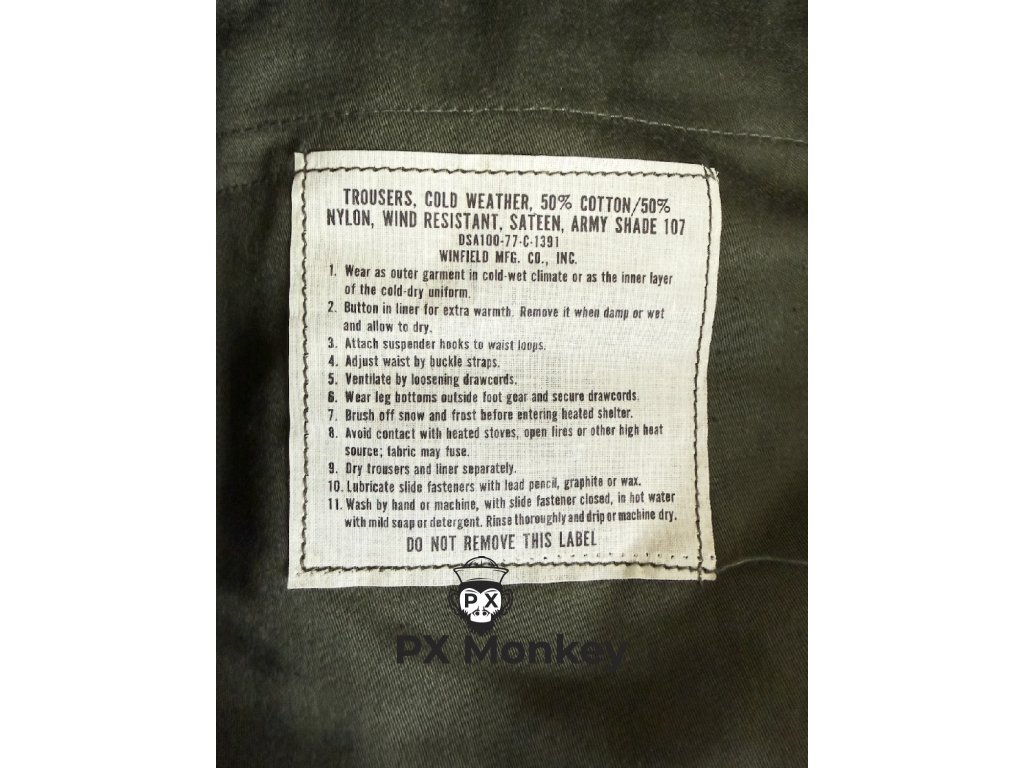 TROUSERS, COLD WEATHER, 50% COTTON/50%
NYLON, WIND RESISTANT, SATEEN, ARMY SHADE 107
DSA100-77-C-1391
WINFIELD MFG. CO., INC.
1. Wear as outer garment in cold-wet climate or as the inner layer
of the cold-dry uniform.
2. Button in liner for extra warmth. Remove it when damp or wet
and allow to dry.
3. Attach suspender hooks to waist loops.
4. Adjust waist by buckle straps.
5. Ventilate by loosening drawcords.
6. Wear leg bottoms outside foot gear and secure drawcords.
7. Brush off snow and frost before entering heated shelter.
8. Avoid contact with heated stoves, open fires or other high heat
source; fabric may fuse.
9. Dry trousers and liner separately.
10. Lubricate slide fasteners with lead pencil, graphite or wax.
11. Wash by hand or machine, with slide fastener closed, in hot water
with mild soap or detergent. Rinse thoroughly and drip or machine dry.
DO NOT REMOVE THIS LABEL
PX
PX Monkey